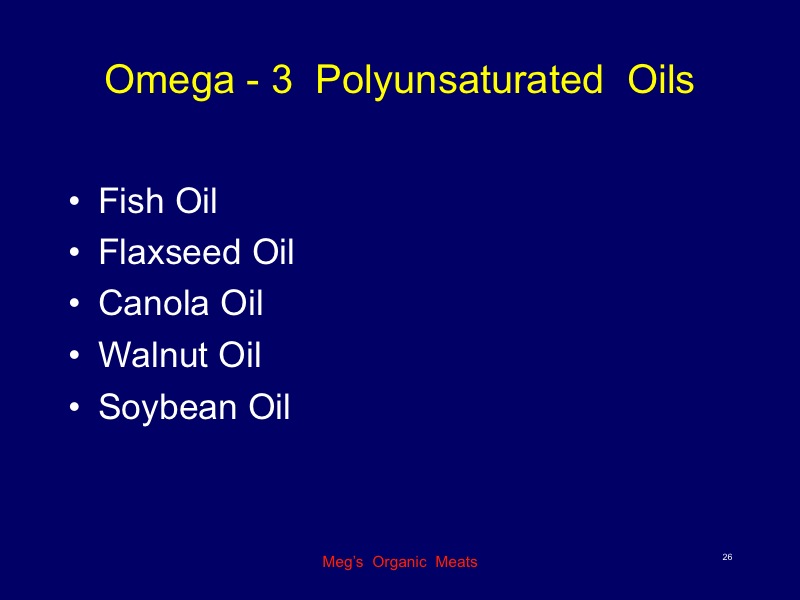 Omega - 3 Polyunsaturated Oils
• Fish Oil
• Flaxseed Oil
• Canola Oil
• Walnut Oil
• Soybean Oil
Meg's Organic Meats
26